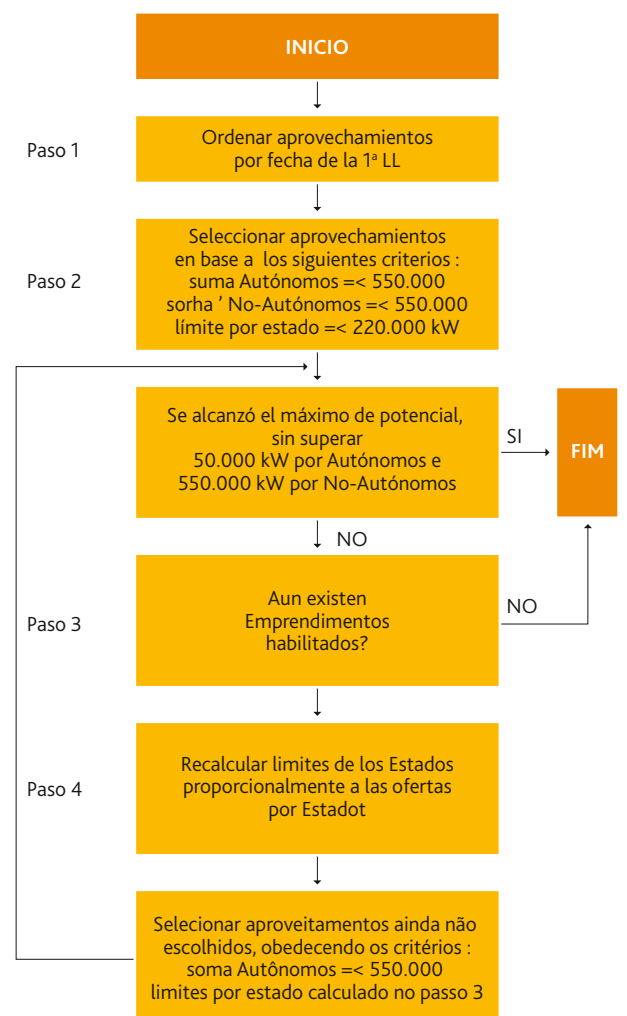 INICIO
Paso 1
Ordenar aprovechamientos
por fecha de la 1ª LL
Paso 2
Seleccionar aprovechamientos
en base a los siguientes criterios :
suma Autónomos =< 550.000
sorha ’ No-Autónomos =< 550.000
límite por estado =< 220.000 kW
Se alcanzó el máximo de potencial,
sin superar
50.000 kW por Autónomos e
550.000 kW por No-Autónomos
SI
FIM
NO
Paso 3
Aun existen
Emprendimentos
habilitados?
NO
Paso 4
Recalcular limites de los Estados
proporcionalmente a las ofertas
por Estadot
Selecionar aproveitamentos ainda não
escolhidos, obedecendo os critérios :
soma Autônomos =< 550.000
limites por estado calculado no passo 3